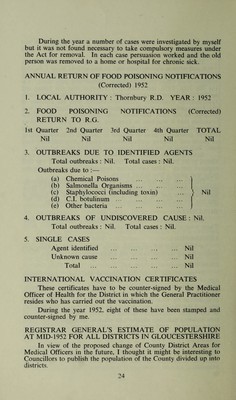 During the year a number of cases were investigated by myself
but it was not found necessary to take compulsory measures under
the Act for removal. In each case persuasion worked and the old
person was removed to a home or hospital for chronic sick.
ANNUAL RETURN OF FOOD POISONING NOTIFICATIONS
(Corrected) 1952
1. LOCAL AUTHORITY : Thornbury R.D. YEAR : 1952
2. FOOD POISONING NOTIFICATIONS (Corrected)
RETURN TO R.G.
1st Quarter 2nd Quarter 3rd Quarter 4th Quarter TOTAL
Nil Nil Nil Nil Nil
3. OUTBREAKS DUE TO IDENTIFIED AGENTS
Total outbreaks : Nil. Total cases : Nil.
Outbreaks due to :—
(a) Chemical Poisons ... ... ...
(b) Salmonella Organisms ... ... ...
(c) Staphylococci (including toxin) } Nil
(d) C.I. botulinum ... ... ...
(e) Other bacteria ... ... ...
4. OUTBREAKS OF UNDISCOVERED CAUSE : Nil.
Total outbreaks : Nil. Total cases : Nil.
5. SINGLE CASES
Agent identified ... ... ... ... Nil
Unknown cause ... ... ... ... Nil
Total ... ... ... ... Nil
INTERNATIONAL VACCINATION CERTIFICATES
These certificates have to be counter-signed by the Medical
Officer of Health for the District in which the General Practitioner
resides who has carried out the vaccination.
During the year 1952, eight of these have been stamped and
counter-signed by me.
REGISTRAR GENERAL'S ESTIMATE OF POPULATION
AT MID-1952 FOR ALL DISTRICTS IN GLOUCESTERSHIRE
In view of the proposed change of County District Areas for
Medical Officers in the future, I thought it might be interesting to
Councillors to publish the population of the County divided up into
districts.
24